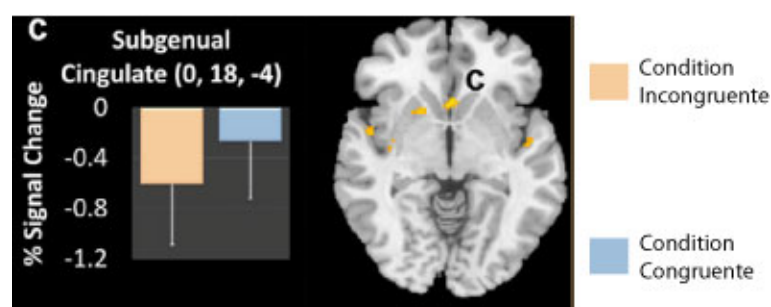 C
Subgenual
Cingulate (0, 18, -4)
% Signal Change
0
-0.4
-0.8
-1.2
C
Condition
Incongruente
Condition
Congruente